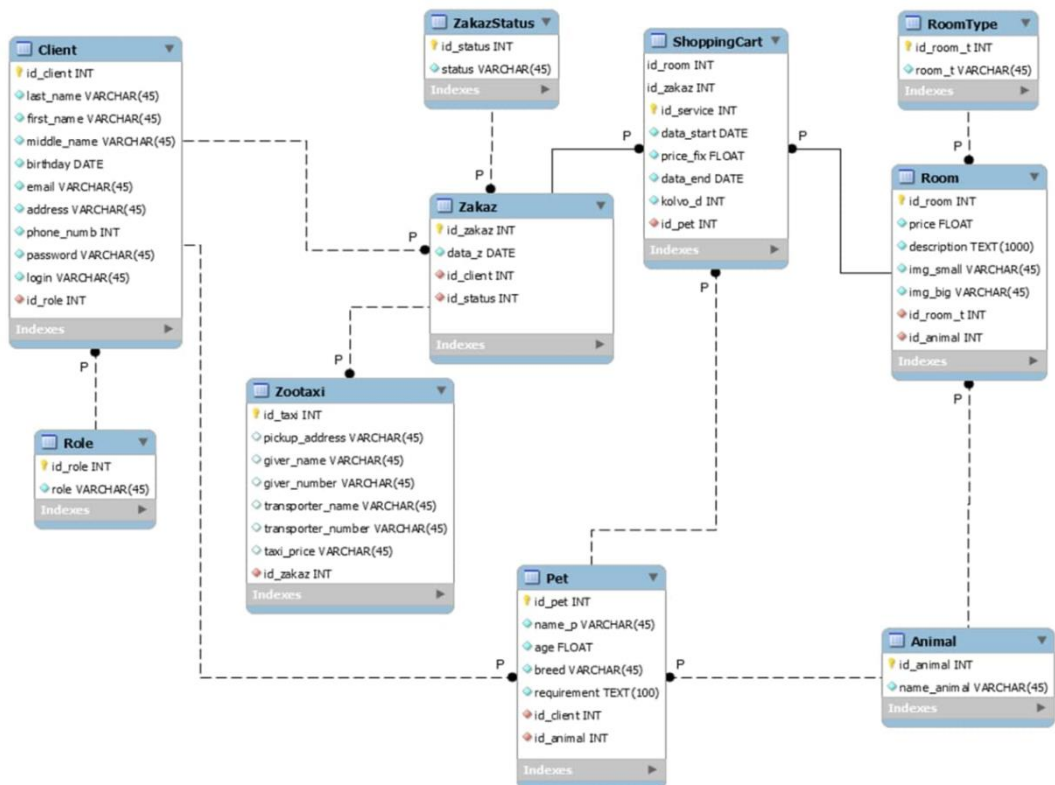 Client
id_client INT
last_name VARCHAR(45)
first_name VARCHAR(45)
middle_name VARCHAR(45)
birthday DATE
email VARCHAR(45)
address VARCHAR(45)
phone_numb INT
password VARCHAR(45)
login VARCHAR(45)
id_role INT
Indexes
P
Role
id_role INT
role VARCHAR(45)
Indexes
ZakazStatus
id_status INT
status VARCHAR(45)
Indexes
P
Zakaz
id_zakaz INT
data_z DATE
id_client INT
id_status INT
Indexes
P
P
Zootaxi
id_taxi INT
pickup_address VARCHAR(45)
giver_name VARCHAR(45)
giver_number VARCHAR(45)
transporter_name VARCHAR(45)
transporter_number VARCHAR(45)
taxi_price VARCHAR(45)
id_zakaz INT
Indexes
ShoppingCart
id_room INT
id_zakaz INT
id_service INT
data_start DATE
price_fix FLOAT
data_end DATE
kolvo_d INT
id_pet INT
Indexes
P
P
P
RoomType
id_room_t INT
room_t VARCHAR(45)
Indexes
P
Room
id_room INT
price FLOAT
description TEXT(1000)
img_small VARCHAR(45)
img_big VARCHAR(45)
id_room_t INT
id_animal INT
Indexes
P
Pet
id_pet INT
name_p VARCHAR(45)
age FLOAT
breed VARCHAR(45)
requirement TEXT(100)
id_client INT
id_animal INT
Indexes
P
P
Animal
id_animal INT
name_animal VARCHAR(45)
Indexes